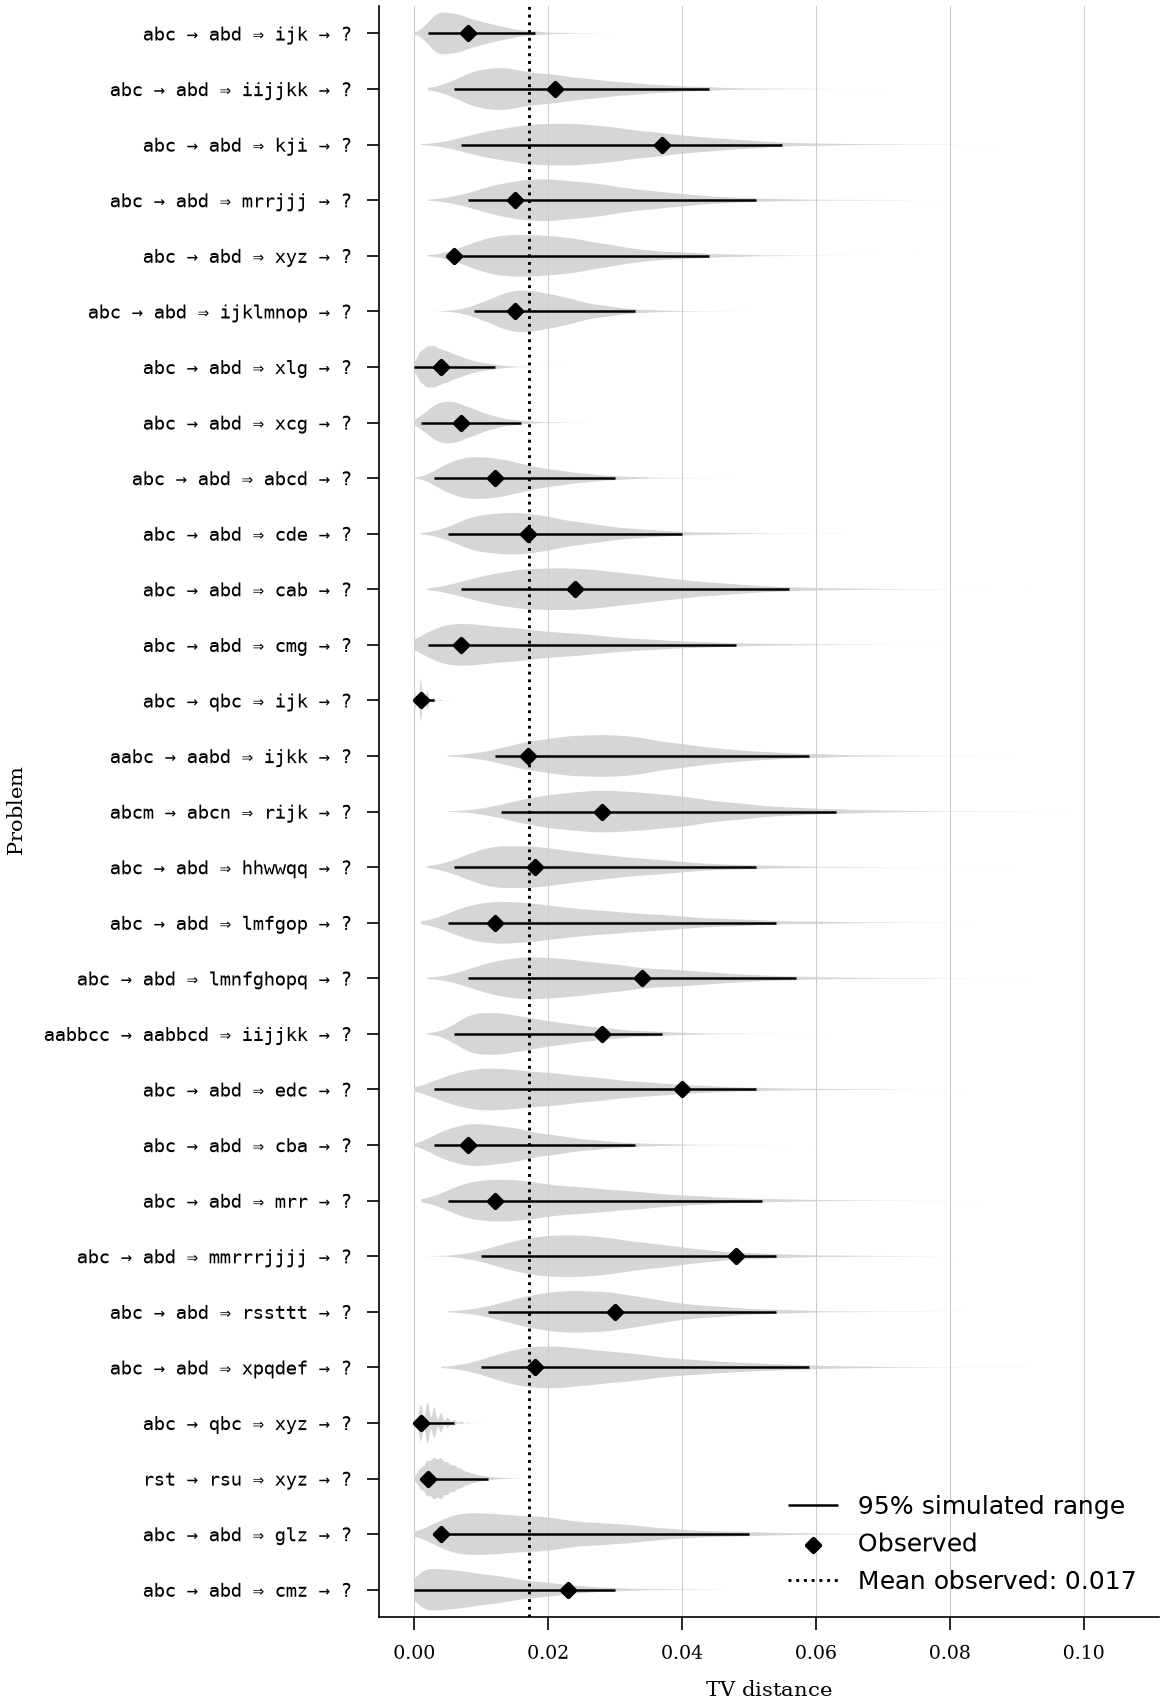 abc → abd ⇒ ijk → ?
abc → abd ⇒ iijjkk → ?
abc → abd ⇒ kji → ?
abc → abd ⇒ mrrjjj → ?
abc → abd ⇒ xyz → ?
abc → abd ⇒ ijklmnop → ?
abc → abd ⇒ xlg → ?
abc → abd ⇒ xcg → ?
abc → abd ⇒ abcd → ?
abc → abd ⇒ cde → ?
abc → abd ⇒ cab → ?
abc → abd ⇒ cmg → ?
abc → qbc ⇒ ijk → ?
aabc → aabd ⇒ ijkk → ?
abcm → abcn ⇒ rijk → ?
abc → abd ⇒ hhwwqq → ?
abc → abd ⇒ lmfgop → ?
abc → abd ⇒ lmnfghopq → ?
aabbcc → aabbcd ⇒ iijjkk → ?
abc → abd ⇒ edc → ?
abc → abd ⇒ cba → ?
abc → abd ⇒ mrr → ?
abc → abd ⇒ mmrrrjjjj → ?
abc → abd ⇒ rssttt → ?
abc → abd ⇒ xpqdef → ?
abc → qbc ⇒ xyz → ?
rst → rsu ⇒ xyz → ?
abc → abd ⇒ glz → ?
abc → abd ⇒ cmz → ?
Problem
95% simulated range
Observed
Mean observed: 0.017
0.00 0.02 0.04 0.06 0.08 0.10
TV distance